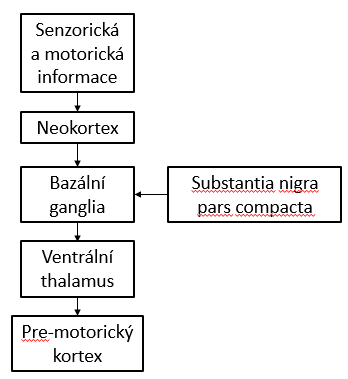 Senzorická
a motorická
informace
Neokortex
Bazální
ganglia
Substantia nigra
pars compacta
Ventrální
thalamus
Pre-motorický
kortex